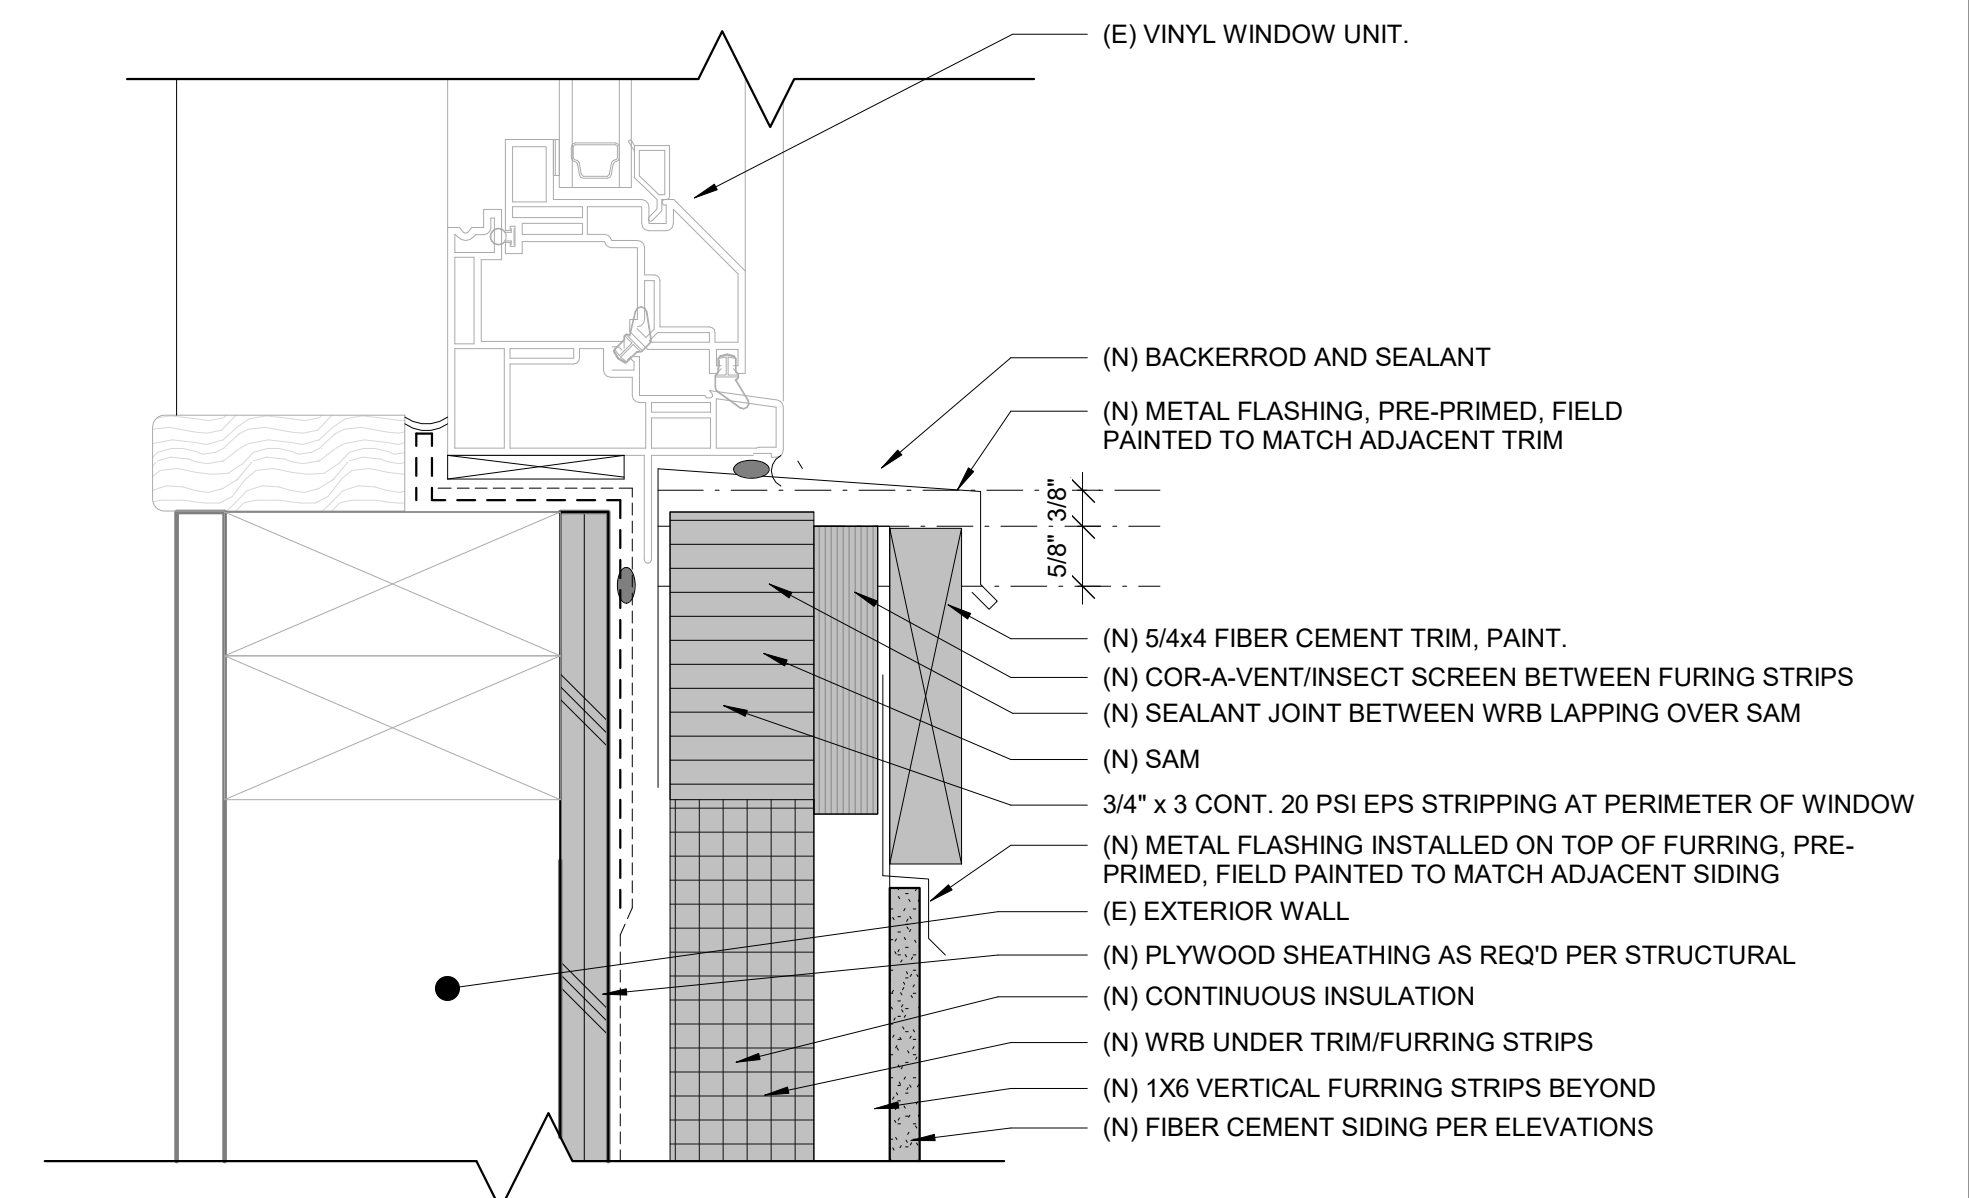 (E) VINYL WINDOW UNIT.
(N) BACKERROD AND SEALANT
(N) METAL FLASHING, PRE-PRIMED, FIELD
PAINTED TO MATCH ADJACENT TRIM
3/8"
5/8"
(N) 5/4x4 FIBER CEMENT TRIM, PAINT.
(N) COR-A-VENT/INSECT SCREEN BETWEEN FURING STRIPS
(N) SEALANT JOINT BETWEEN WRB LAPPING OVER SAM
(N) SAM
3/4" x 3 CONT. 20 PSI EPS STRIPPING AT PERIMETER OF WINDOW
(N) METAL FLASHING INSTALLED ON TOP OF FURRING, PRE-
PRIMED, FIELD PAINTED TO MATCH ADJACENT SIDING
(E) EXTERIOR WALL
(N) PLYWOOD SHEATHING AS REQ'D PER STRUCTURAL
(N) CONTINUOUS INSULATION
(N) WRB UNDER TRIM/FURRING STRIPS
(N) 1X6 VERTICAL FURRING STRIPS BEYOND
(N) FIBER CEMENT SIDING PER ELEVATIONS